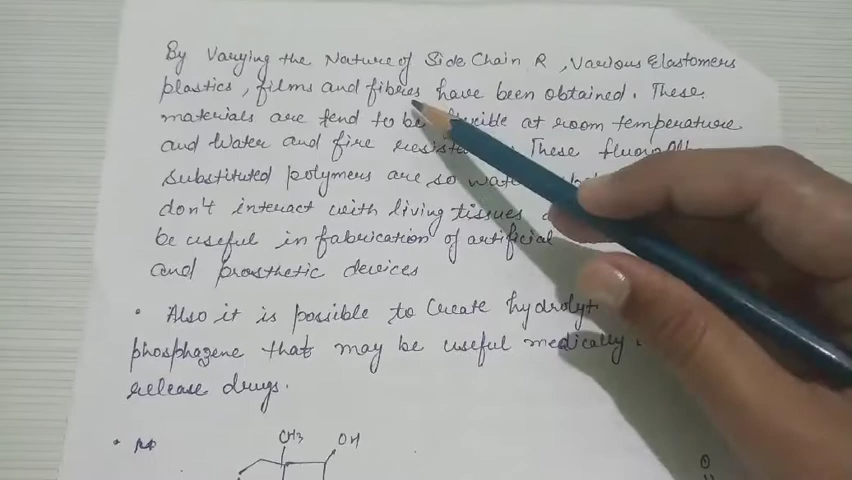 By Varying the Nature of Side Chain R , Various Elastomers
plastics, films and fibres have been obtained. These
materials are tend to be at room temperature
and Water and fire These
substituted polymers are so
don't interact with living tissues
be useful in fabrication of artificial
and prosthetic devices
• Also it is possible to Create
phosphazene that may be useful medically
release drugs.
•
CH3 OH
O